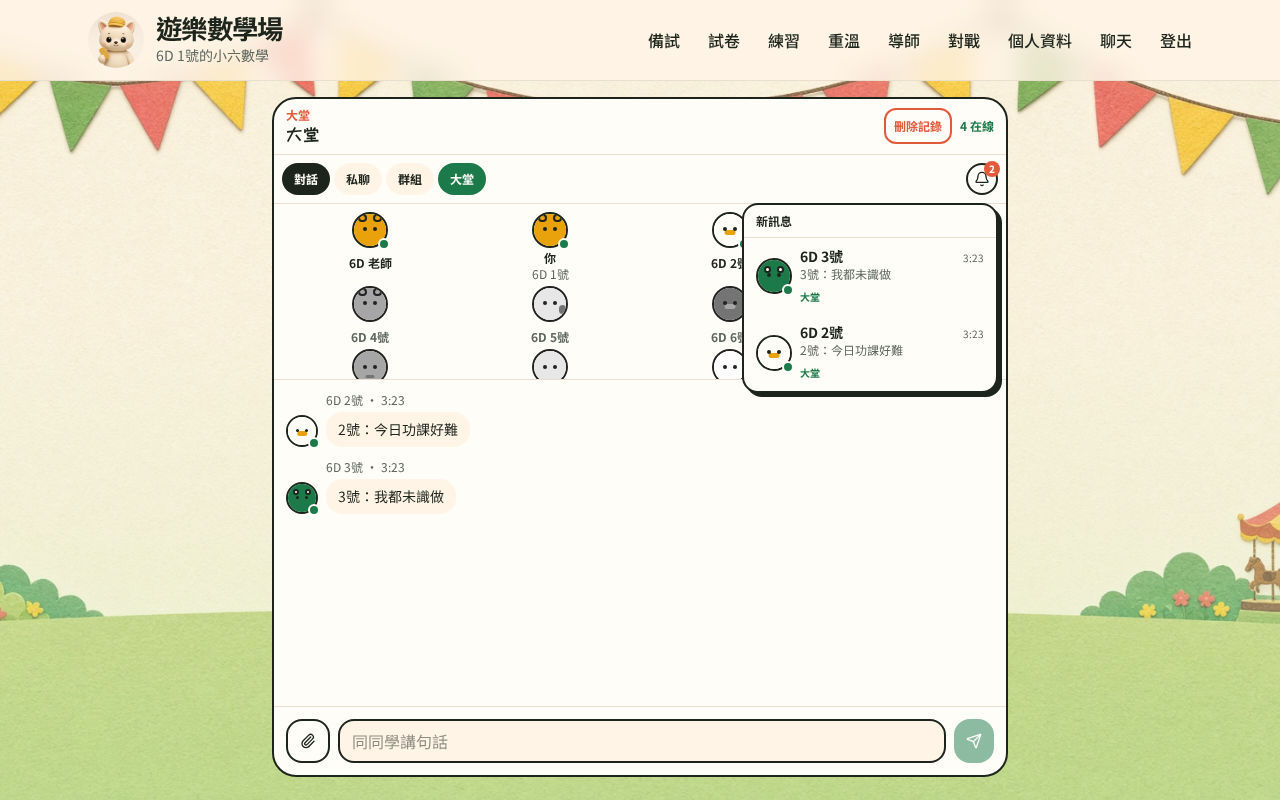 遊樂數學場
6D 1號的小六數學
備試
試卷
練習
重溫
導師
對戰
個人資料
聊天
登出
大堂
大堂
刪除記錄
4 在線
對話
私聊
群組
大堂
2
6D 老師
你
6D 1號
6D 2號
6D 4號
6D 5號
6D 6號
新訊息
6D 3號
3:23
3號：我都未識做
大堂
6D 2號
3:23
2號：今日功課好難
大堂
6D 2號 · 3:23
2號：今日功課好難
6D 3號 · 3:23
3號：我都未識做
同同學講句話